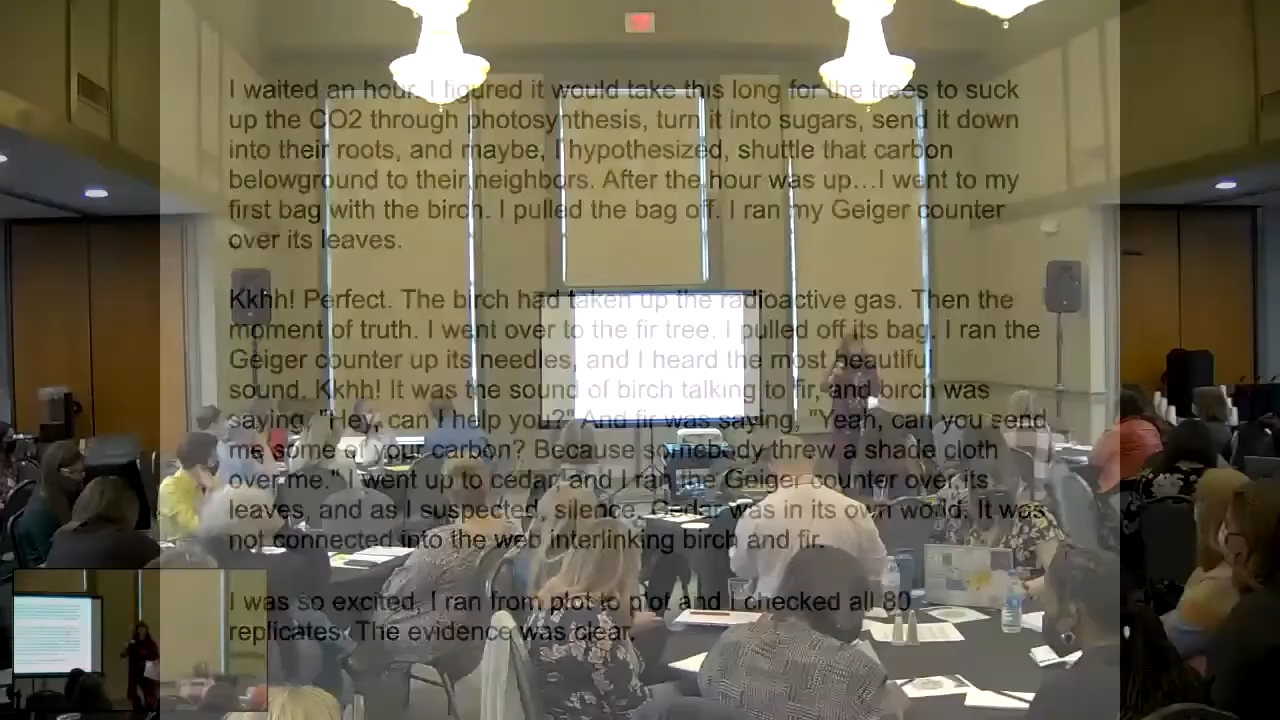 I waited an hour. I figured it would take this long for the trees to suck
up the CO2 through photosynthesis, turn it into sugars, send it down
into their roots, and maybe, I hypothesized, shuttle that carbon
belowground to their neighbors. After the hour was up…I went to my
first bag with the birch. I pulled the bag off. I ran my Geiger counter
over its leaves.
Kkhh! Perfect. The birch had taken up the radioactive gas. Then the
moment of truth. I went over to the fir tree. I pulled off its bag. I ran the
Geiger counter up its needles, and I heard the most beautiful
sound. Kkhh! It was the sound of birch talking to fir, and birch was
saying, "Hey, can I help you?" And fir was saying, "Yeah, can you send
me some of your carbon? Because somebody threw a shade cloth
over me." I went up to cedar, and I ran the Geiger counter over its
leaves, and as I suspected, silence. Cedar was in its own world. It was
not connected into the web interlinking birch and fir.
I was so excited, I ran from plot to plot and I checked all 80
replicates. The evidence was clear.